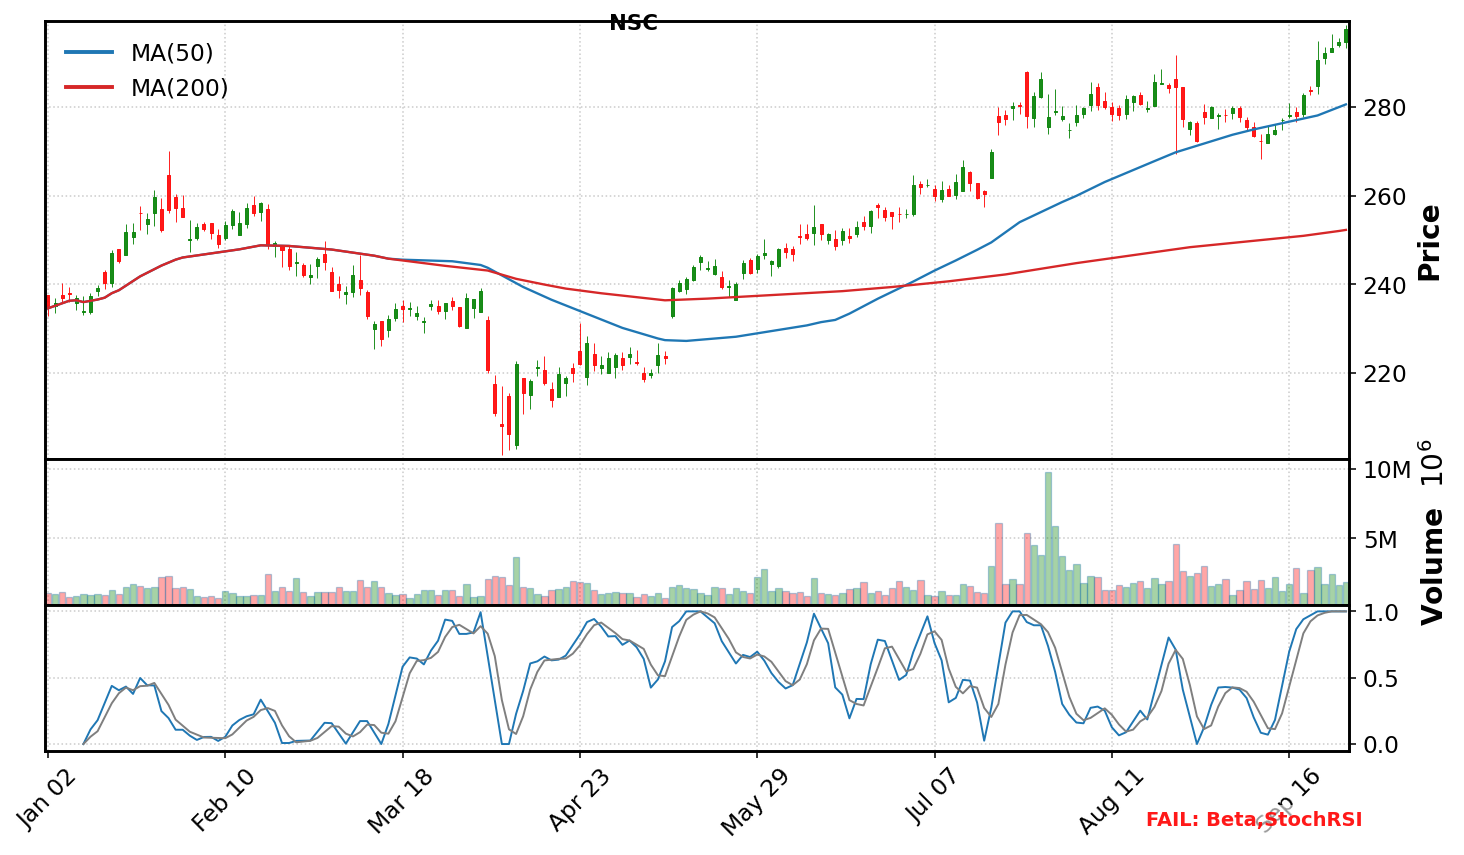 NSC
MA(50)
MA(200)
280
260
240
220
Price
10M
5M
Volume 10⁶
1.0
0.5
0.0
Jan 02
Feb 10
Mar 18
Apr 23
May 29
Jul 07
Aug 11
Sep 16
FAIL: Beta,StochRSI